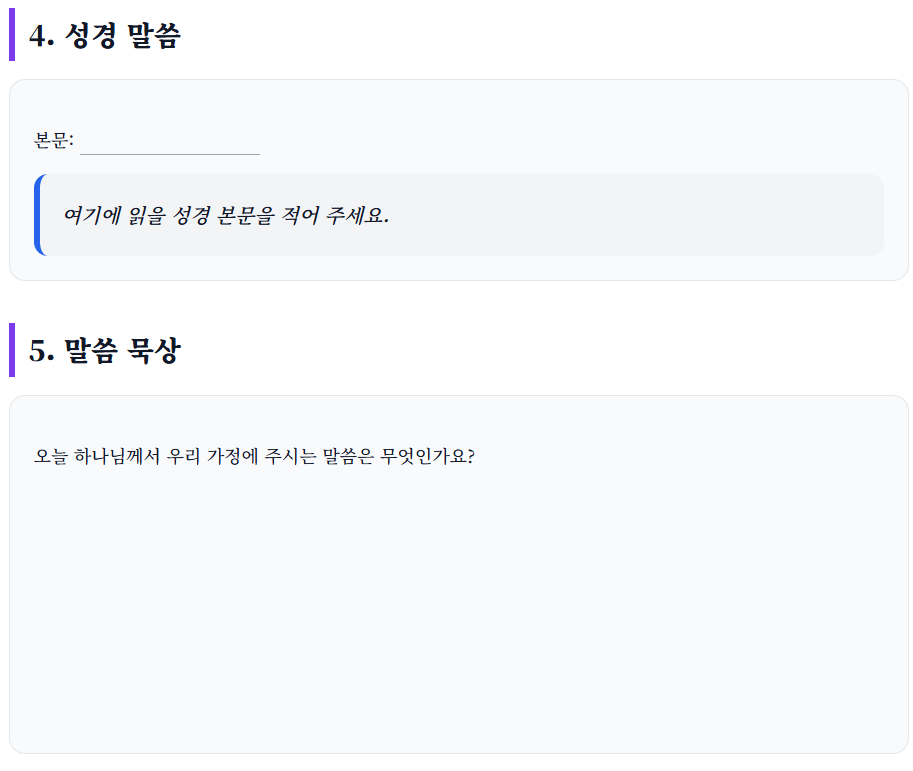 4. 성경 말씀
본문:
여기에 읽을 성경 본문을 적어 주세요.
5. 말씀 묵상
오늘 하나님께서 우리 가정에 주시는 말씀은 무엇인가요?